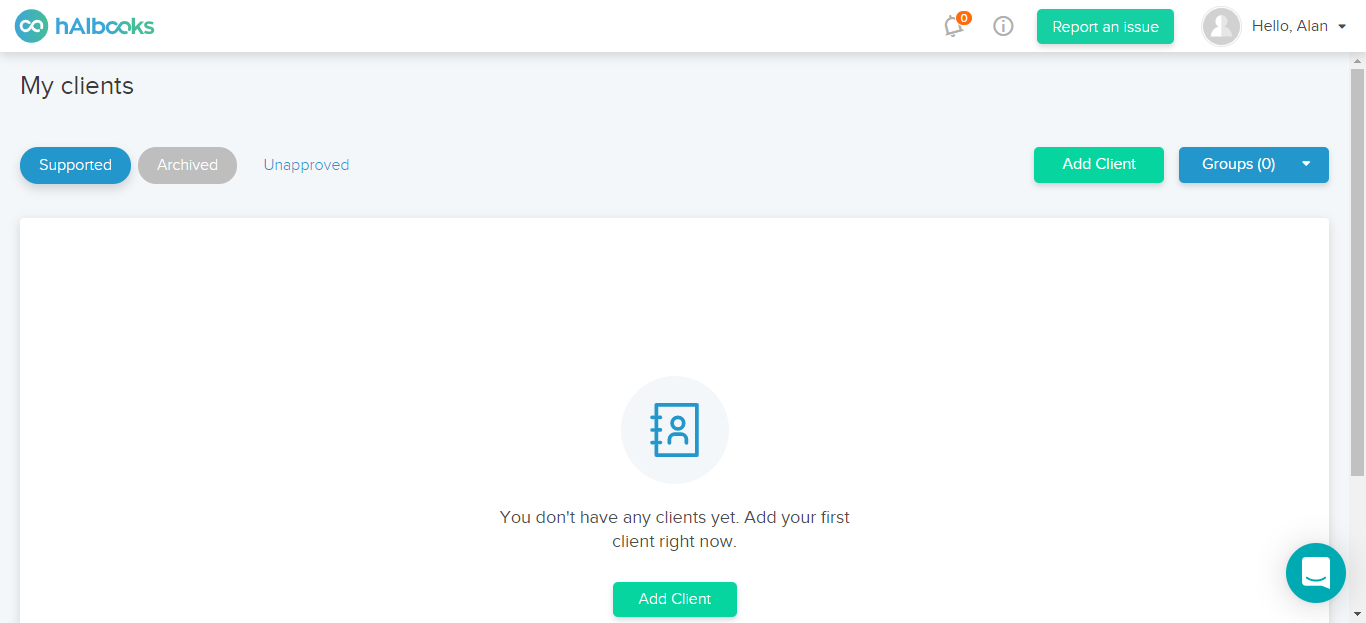 hAIbooks
0
Report an issue
Hello, Alan
My clients
Supported
Archived
Unapproved
Add Client
Groups (0)
You don't have any clients yet. Add your first
client right now.
Add Client